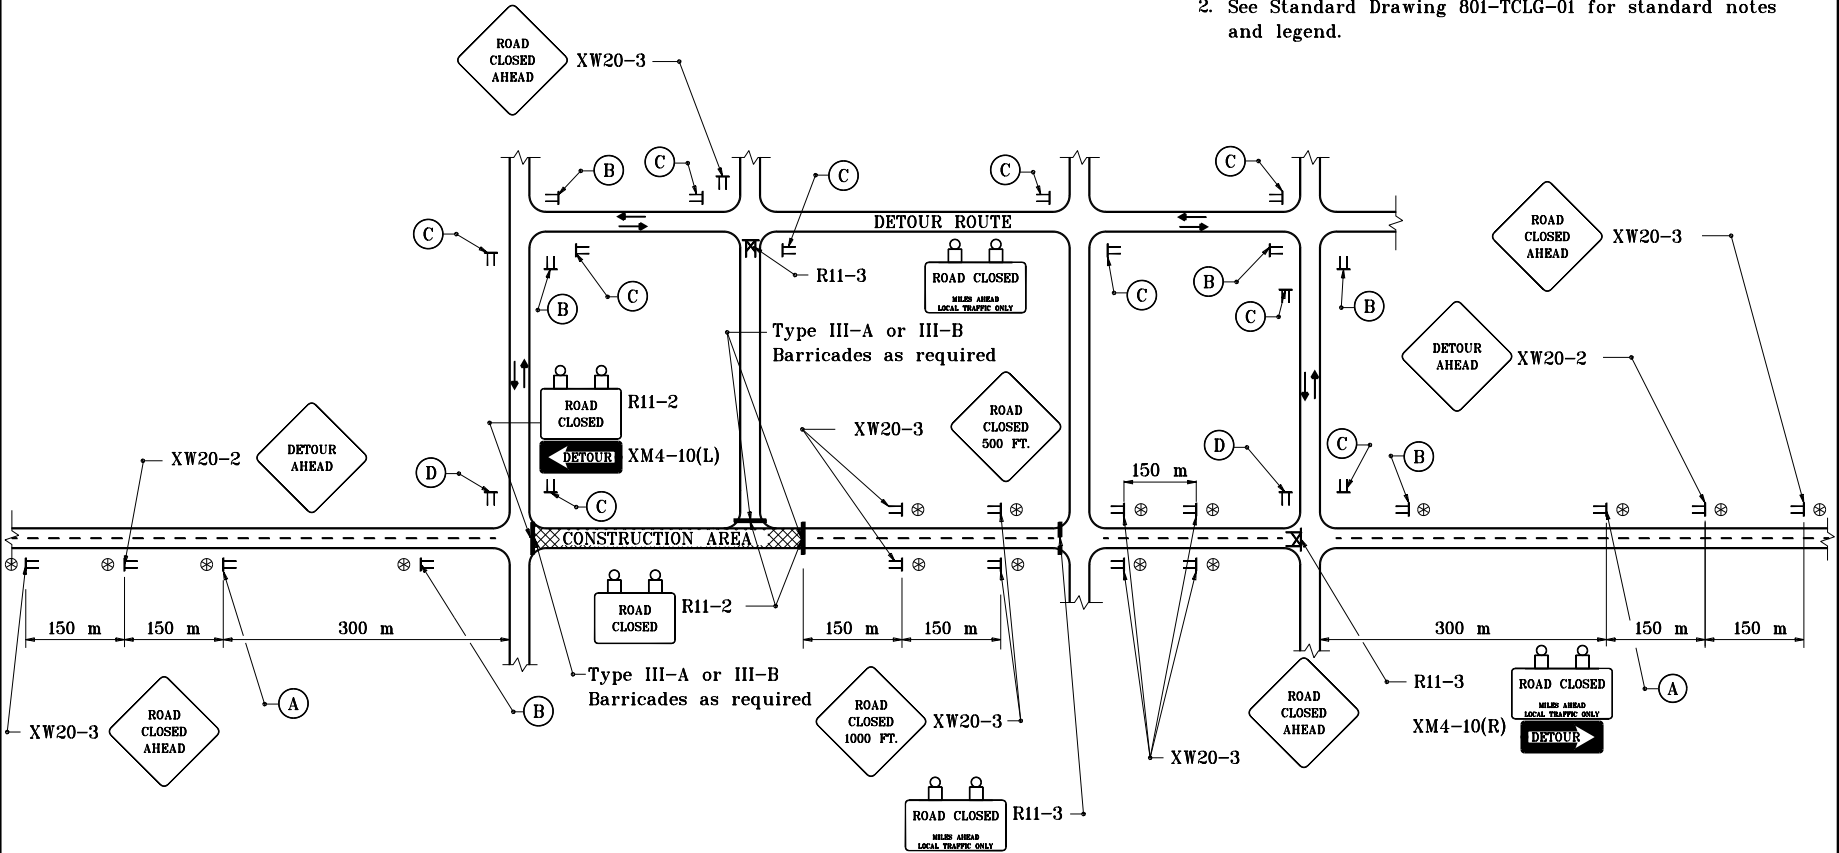 2. See Standard Drawing 801-TCLG-01 for standard notes
and legend.
ROAD
CLOSED
AHEAD
XW20-3
B
C
C
C
C
C
DETOUR ROUTE
ROAD
CLOSED
AHEAD
XW20-3
R11-3
ROAD CLOSED
MILES AHEAD
LOCAL TRAFFIC ONLY
B
C
C
B
C
B
Type III-A or III-B
Barricades as required
DETOUR
AHEAD
XW20-2
ROAD
CLOSED
R11-2
DETOUR
XM4-10(L)
XW20-3
ROAD
CLOSED
500 FT.
XW20-2
DETOUR
AHEAD
D
C
150 m
D
C
B
CONSTRUCTION AREA
150 m
150 m
300 m
ROAD
CLOSED
R11-2
150 m
150 m
300 m
150 m
150 m
Type III-A or III-B
Barricades as required
XW20-3
ROAD
CLOSED
AHEAD
A
B
ROAD
CLOSED
1000 FT.
XW20-3
XW20-3
ROAD
CLOSED
AHEAD
R11-3
ROAD CLOSED
MILES AHEAD
LOCAL TRAFFIC ONLY
XM4-10(R)
DETOUR
A
ROAD CLOSED
MILES AHEAD
LOCAL TRAFFIC ONLY
R11-3